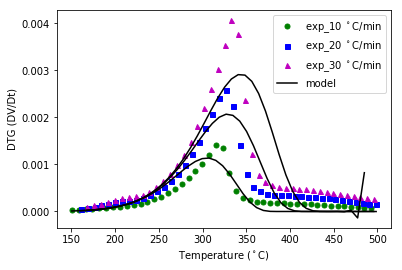 0.004
0.003
0.002
0.001
0.000
DTG (DV/Dt)
exp_10 °C/min
exp_20 °C/min
exp_30 °C/min
model
150 200 250 300 350 400 450 500
Temperature (°C)